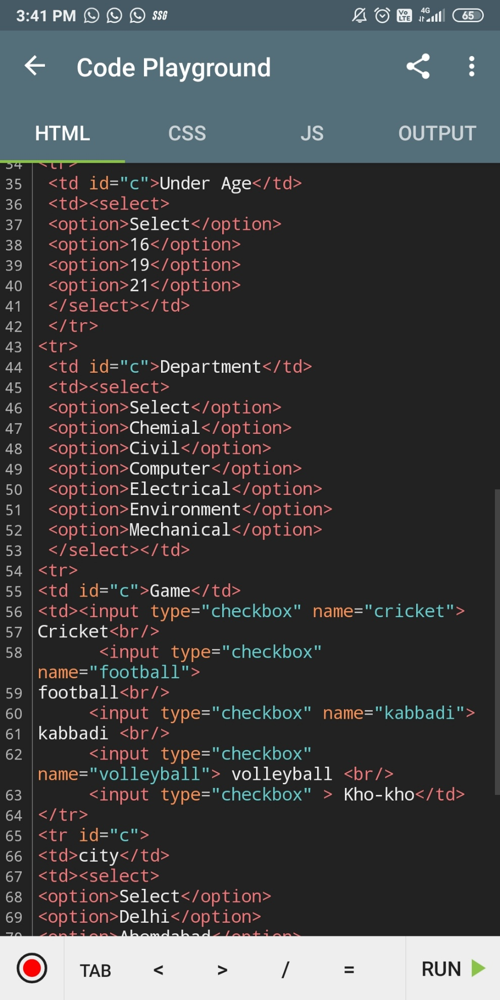 3:41 PM SSG Vo LTE 4G 65
Code Playground
HTML CSS JS OUTPUT
34 <tr>
35 <td id="c">Under Age</td>
36 <td><select>
37 <option>Select</option>
38 <option>16</option>
39 <option>19</option>
40 <option>21</option>
41 </select></td>
42 </tr>
43 <tr>
44 <td id="c">Department</td>
45 <td><select>
46 <option>Select</option>
47 <option>Chemial</option>
48 <option>Civil</option>
49 <option>Computer</option>
50 <option>Electrical</option>
51 <option>Environment</option>
52 <option>Mechanical</option>
53 </select></td>
54 <tr>
55 <td id="c">Game</td>
56 <td><input type="checkbox" name="cricket">
57 Cricket<br/>
58 <input type="checkbox"
name="football">
59 football<br/>
60 <input type="checkbox" name="kabbadi">
61 kabbadi <br/>
62 <input type="checkbox"
name="volleyball"> volleyball <br/>
63 <input type="checkbox" > Kho-kho</td>
64 </tr>
65 <tr id="c">
66 <td>city</td>
67 <td><select>
68 <option>Select</option>
69 <option>Delhi</option>
70 <option>Ahemdabad</option>
TAB < > / = RUN